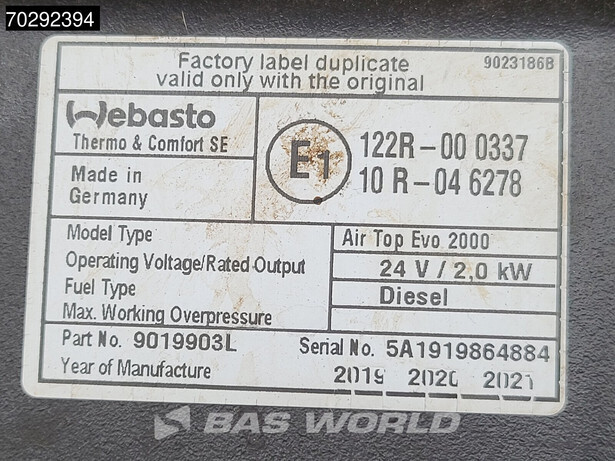 70292394
Factory label duplicate
valid only with the original
9023186B
Webasto
Thermo & Comfort SE
Made in
Germany
E1
122R-00 0337
10 R-04 6278
Model Type
Air Top Evo 2000
Operating Voltage/Rated Output
24 V / 2,0 kW
Fuel Type
Diesel
Max. Working Overpressure
Part No. 9019903L
Serial No. 5A1919864884
Year of Manufacture
2019 2020 2021
BAS WORLD